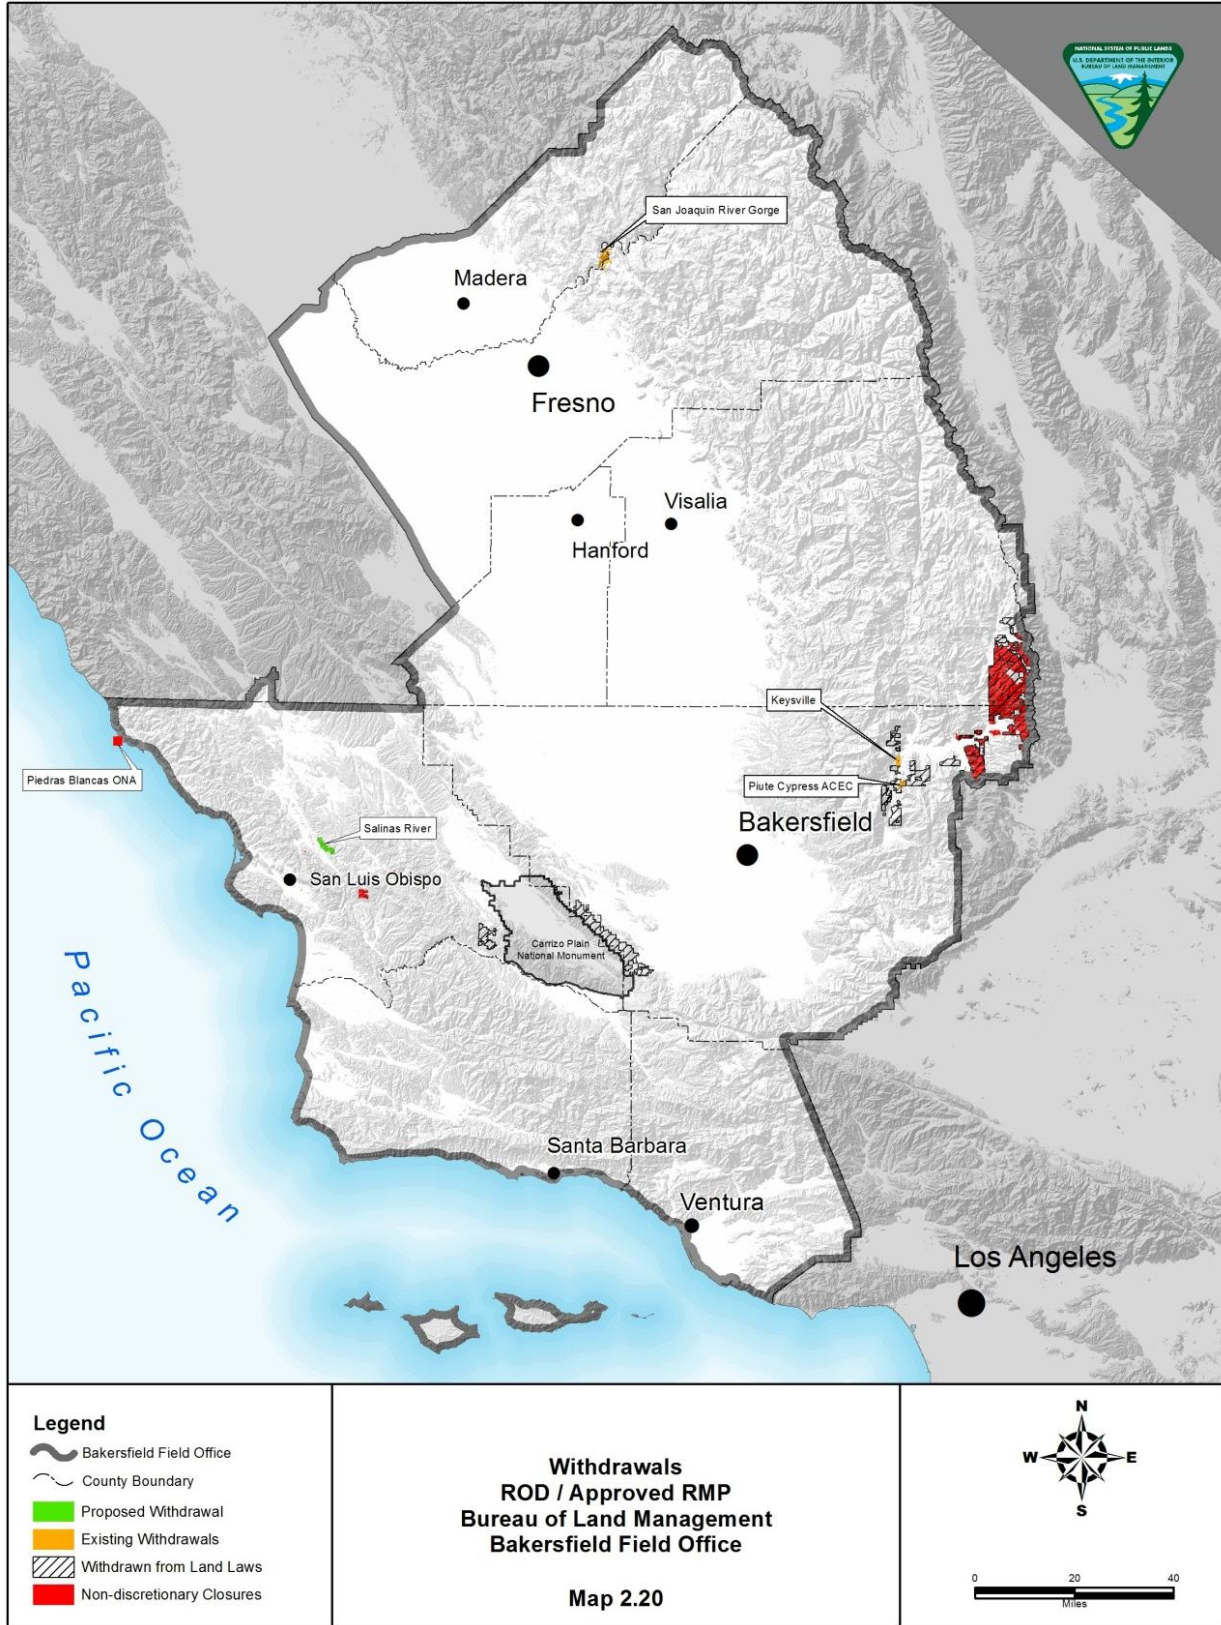 NATIONAL SYSTEM OF PUBLIC LANDS
U.S. DEPARTMENT OF THE INTERIOR
BUREAU OF LAND MANAGEMENT
San Joaquin River Gorge
Madera
Fresno
Visalia
Hanford
Keysville
Piedras Blancas ONA
Piute Cypress ACEC
Salinas River
Bakersfield
San Luis Obispo
Carrizo Plain
National Monument
Pacific Ocean
Santa Barbara
Ventura
Los Angeles
Legend
Bakersfield Field Office
County Boundary
Proposed Withdrawal
Existing Withdrawals
Withdrawn from Land Laws
Non-discretionary Closures
Withdrawals
ROD / Approved RMP
Bureau of Land Management
Bakersfield Field Office
Map 2.20
N
W E
S
0 20 40
Miles